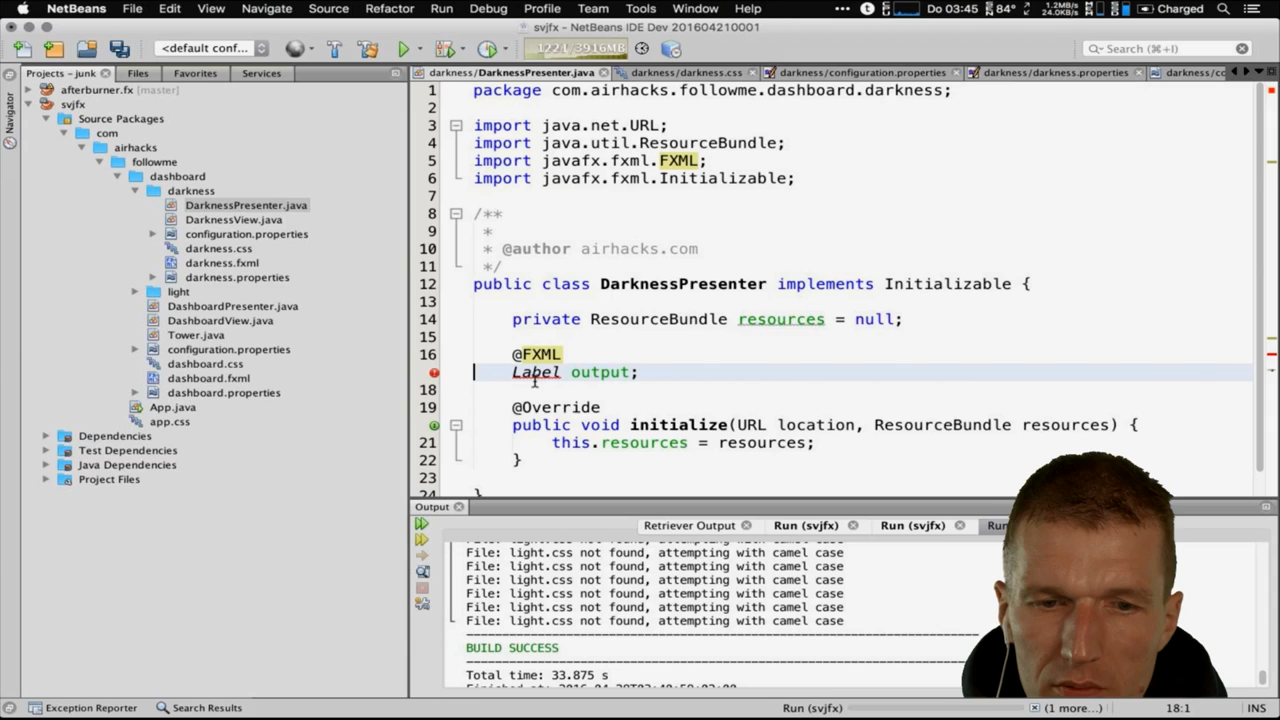 NetBeans File Edit View Navigate Source Refactor Run Debug Profile Team Tools Window Help ••• 84° 1.2MB/s 24.0KB/s Charged Do 03:45
svjfx - NetBeans IDE Dev 201604210001
<default conf...
122.1/3916MB
Search (⌘+I)
Projects - junk Files Favorites Services
darkness/DarknessPresenter.java darkness/darkness.css darkness/configuration.properties darkness/darkness.properties
Navigator
afterburner.fx [master]
svjfx
Source Packages
com
airhacks
followme
dashboard
darkness
DarknessPresenter.java
DarknessView.java
configuration.properties
darkness.css
darkness.fxml
darkness.properties
light
DashboardPresenter.java
DashboardView.java
Tower.java
configuration.properties
dashboard.css
dashboard.fxml
dashboard.properties
App.java
app.css
Dependencies
Test Dependencies
Java Dependencies
Project Files
1 package com.airhacks.followme.dashboard.darkness;
2
3 import java.net.URL;
4 import java.util.ResourceBundle;
5 import javafx.fxml.FXML;
6 import javafx.fxml.Initializable;
7
8 /**
9 *
10 * @author airhacks.com
11 */
12 public class DarknessPresenter implements Initializable {
13
14 private ResourceBundle resources = null;
15
16 @FXML
Label output;
18
19 @Override
public void initialize(URL location, ResourceBundle resources) {
21 this.resources = resources;
22 }
23
24 }
Output
Retriever Output Run (svjfx) Run (svjfx) Run
File: light.css not found, attempting with camel case
File: light.css not found, attempting with camel case
File: light.css not found, attempting with camel case
File: light.css not found, attempting with camel case
File: light.css not found, attempting with camel case
File: light.css not found, attempting with camel case
BUILD SUCCESS
Total time: 33.875 s
Exception Reporter Search Results Run (svjfx) (1 more...) 18:1 INS